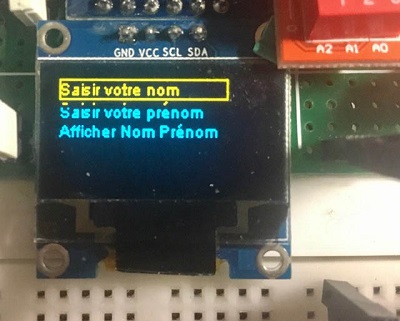 GND VCC SCL SDA
A2 A1 A0
Saisir votre nom
Saisir votre prénom
Afficher Nom Prénom